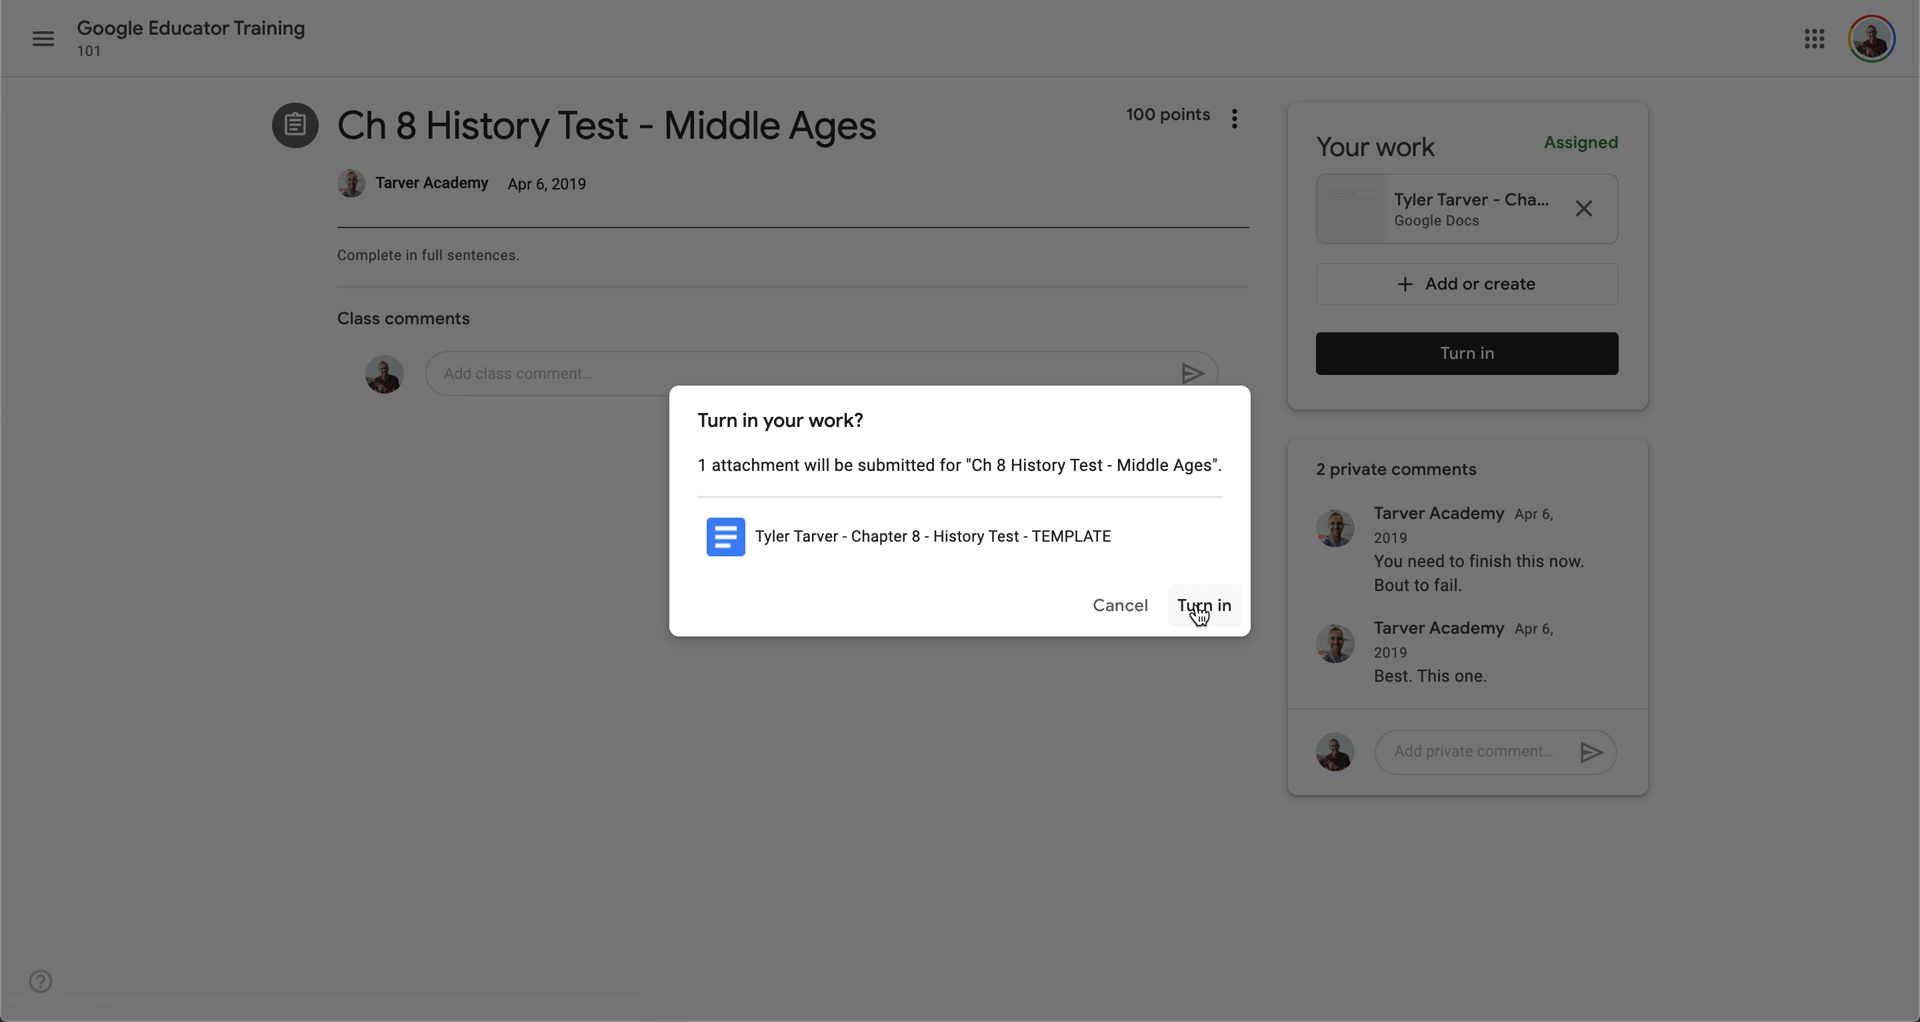 Google Educator Training
101
Ch 8 History Test - Middle Ages
100 points
Tarver Academy Apr 6, 2019
Complete in full sentences.
Class comments
Add class comment...
Your work
Assigned
Tyler Tarver - Cha...
Google Docs
+ Add or create
Turn in
2 private comments
Tarver Academy Apr 6,
2019
You need to finish this now.
Bout to fail.
Tarver Academy Apr 6,
2019
Best. This one.
Add private comment...
Turn in your work?
1 attachment will be submitted for "Ch 8 History Test - Middle Ages".
Tyler Tarver - Chapter 8 - History Test - TEMPLATE
Cancel
Turn in
?